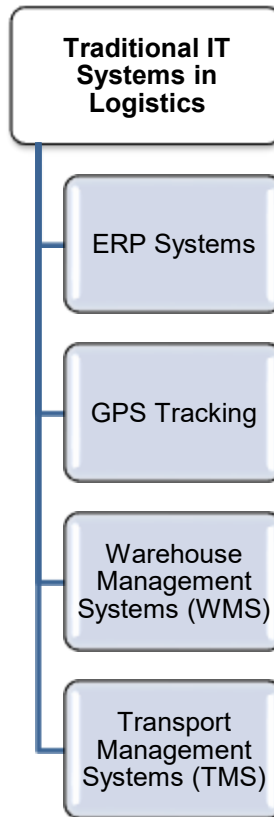 Traditional IT
Systems in
Logistics
ERP Systems
GPS Tracking
Warehouse
Management
Systems (WMS)
Transport
Management
Systems (TMS)